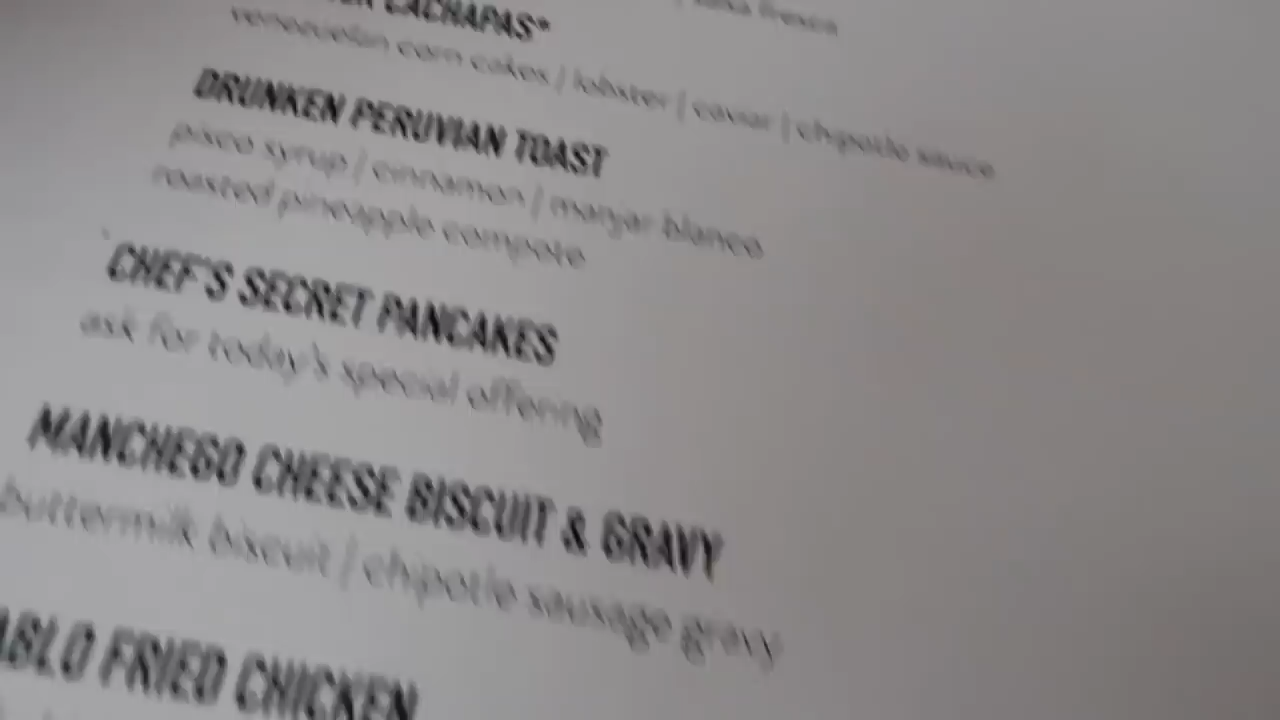 CACHAPAS*
venezuelan corn cakes | lobster | caviar | chipotle sauce
DRUNKEN PERUVIAN TOAST
pisco syrup | cinnamon | manjar blanco
roasted pineapple compote
CHEF'S SECRET PANCAKES
ask for today's special offering
MANCHEGO CHEESE BISCUIT & GRAVY
buttermilk biscuit | chipotle sausage gravy
ABLO FRIED CHICKEN